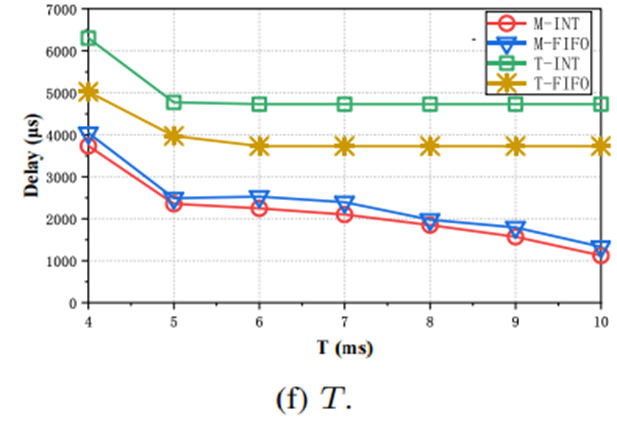 7000
6000
5000
4000
3000
2000
1000
0
Delay (μs)
M-INT
M-FIFO
T-INT
T-FIFO
4 5 6 7 8 9 10
T (ms)
(f) T.